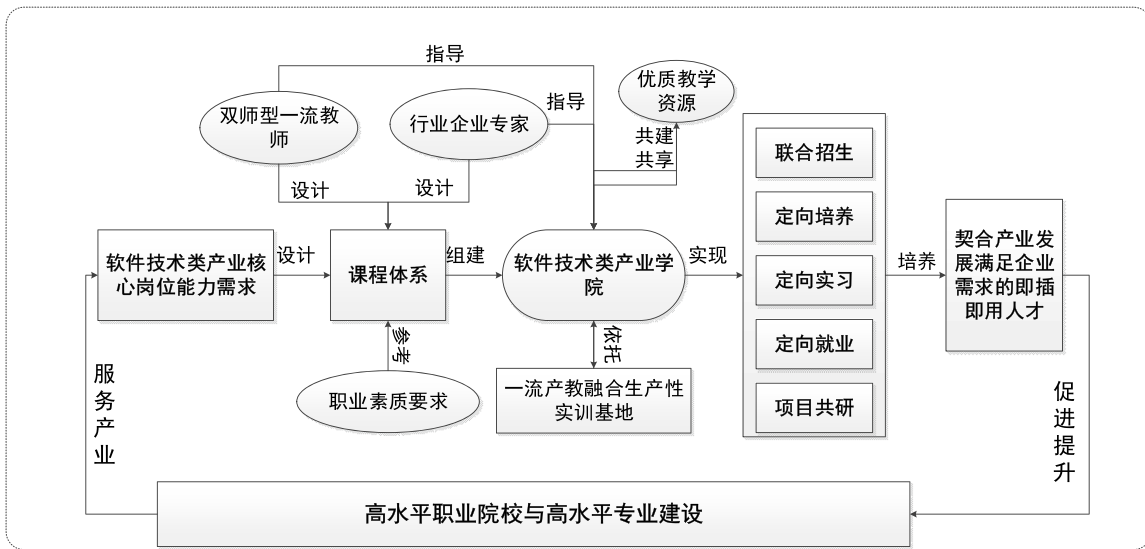 指导
双师型一流教
师
行业企业专家
指导
优质教学
资源
共建
共享
设计
设计
软件技术类产业核
心岗位能力需求
设计
课程体系
组建
软件技术类产业学
院
实现
联合招生
定向培养
定向实习
定向就业
项目共研
培养
契合产业发
展满足企业
需求的即插
即用人才
参考
职业素质要求
依托
一流产教融合生产性
实训基地
服务产业
促进提升
高水平职业院校与高水平专业建设